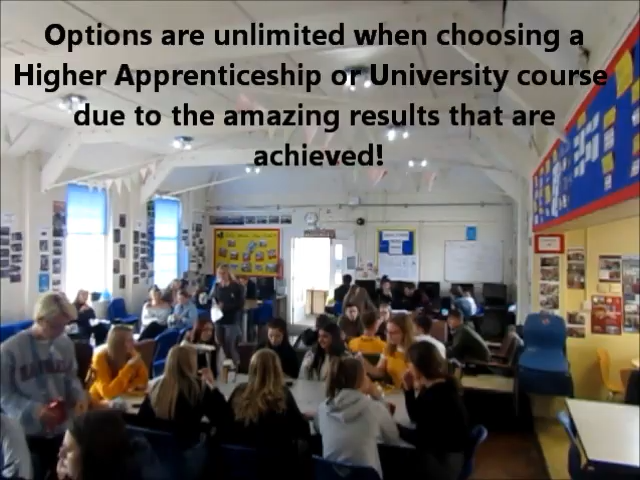 Options are unlimited when choosing a
Higher Apprenticeship or University course
due to the amazing results that are
achieved!